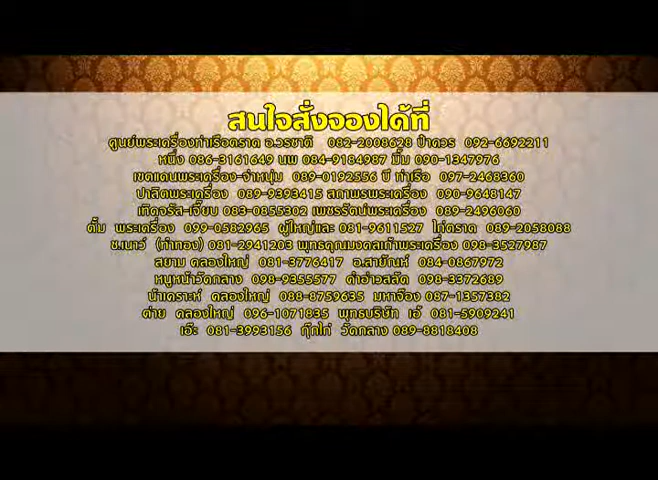 สนใจสั่งจองได้ที่
ศูนย์พระเครื่องท่าเรือตราด อ.วรชาติ 082-2008628 ป๋าควร 092-6692211
หนึ่ง 086-3161649 นพ 084-9184987 มิ้ม 090-1347976
เขตแดนพระเครื่อง-จ่าหนุ่ม 089-0192556 บี ท่าเรือ 097-2468360
ปาลิตพระเครื่อง 089-9393415 สถาพรพระเครื่อง 090-9648147
เทิดจรัส-เจี๊ยบ 083-0855302 เพชรรัตน์พระเครื่อง 089-2496060
ตั้ม พระเครื่อง 099-0582965 ผู้ใหญ่และ 081-9611527 ไก่ตราด 089-2058088
ช.เนาว์ (ทำทอง) 081-2941203 พุทธคุณมงคลเก้าพระเครื่อง 098-3527987
สยาม คลองใหญ่ 081-3776417 อ.สายัณห์ 084-0867972
หนูหน้าวัดกลาง 098-9355577 ดำอ่าวสลัด 098-3372689
น้าเคราะห์ คลองใหญ่ 088-8759635 มหาจ๊อง 087-1357382
ต่าย คลองใหญ่ 096-1071835 พุทธบริษัท เอ๋ 081-5909241
เอ๊ะ 081-3993156 กุ๊กไก่ วัดกลาง 089-8818408